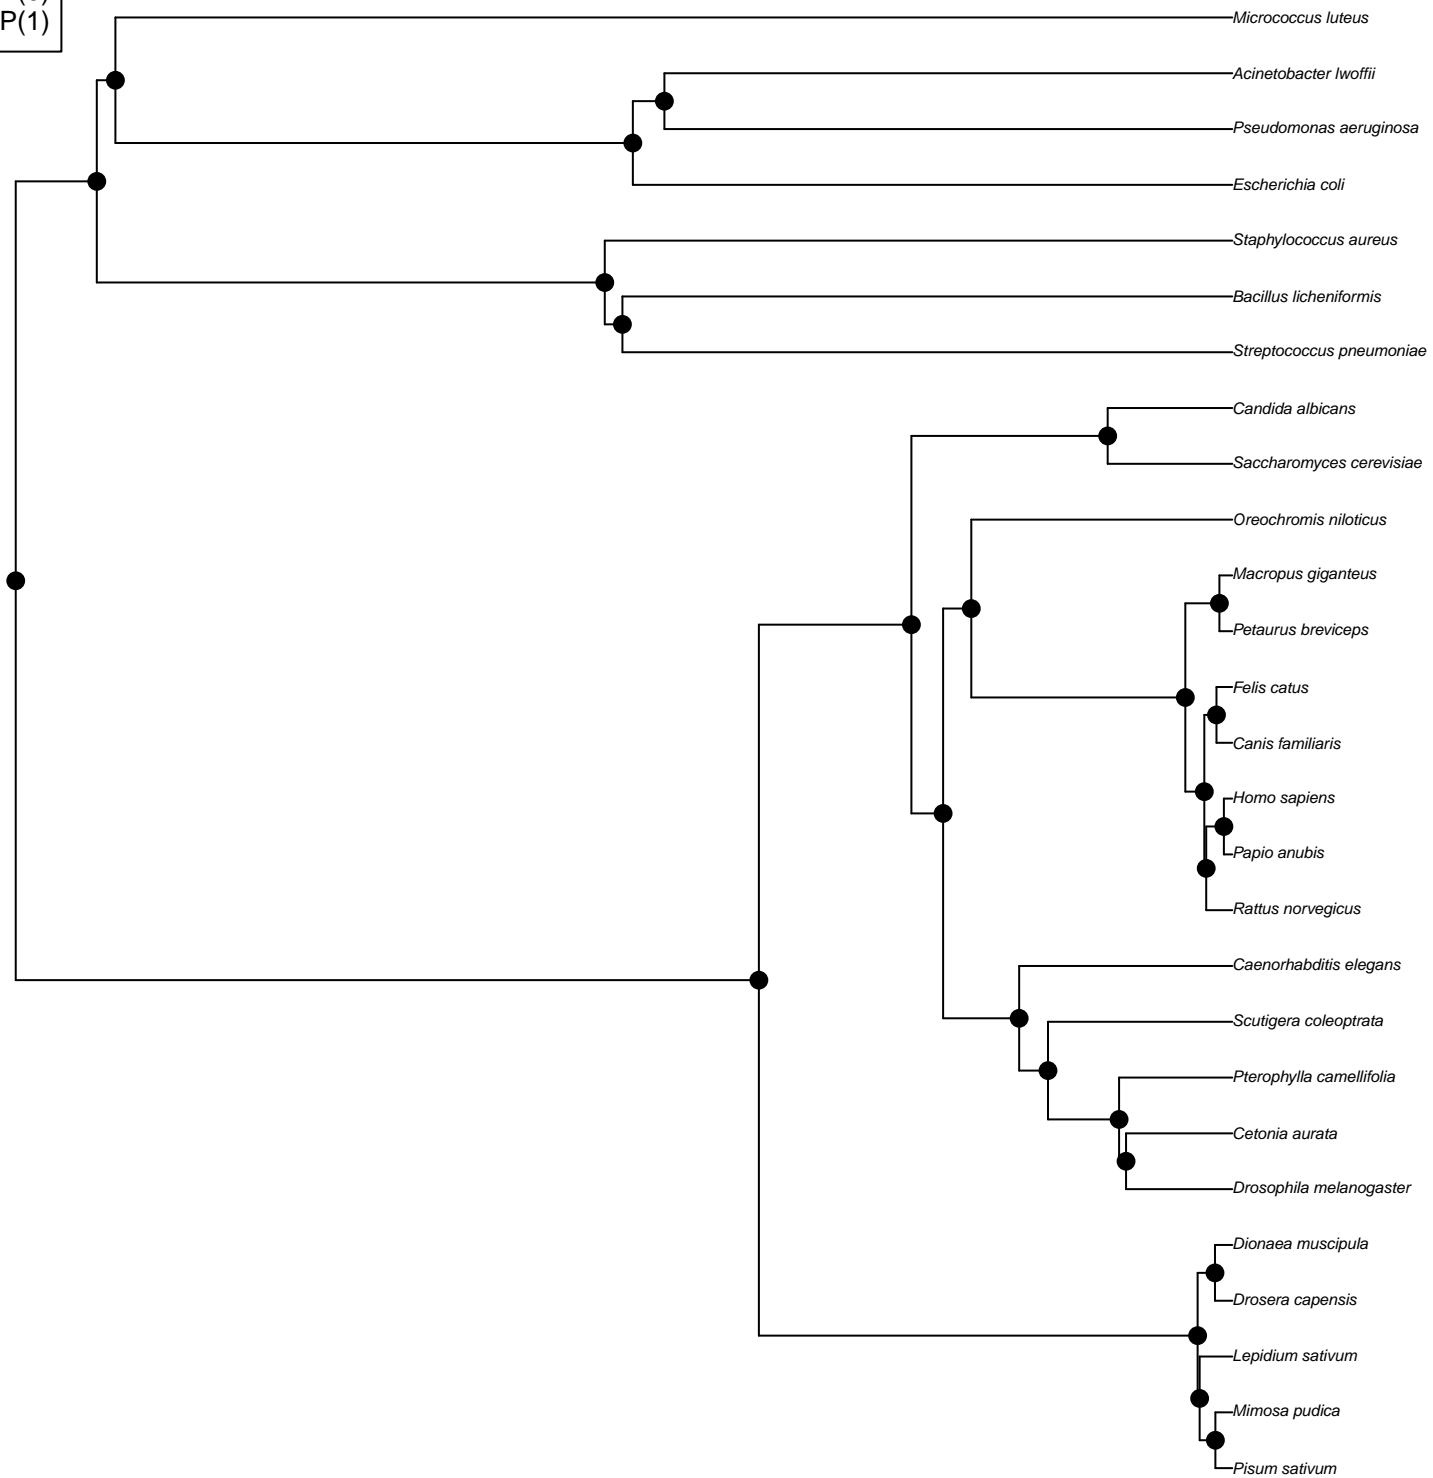 P(1)
Micrococcus luteus
Acinetobacter lwoffii
Pseudomonas aeruginosa
Escherichia coli
Staphylococcus aureus
Bacillus licheniformis
Streptococcus pneumoniae
Candida albicans
Saccharomyces cerevisiae
Oreochromis niloticus
Macropus giganteus
Petaurus breviceps
Felis catus
Canis familiaris
Homo sapiens
Papio anubis
Rattus norvegicus
Caenorhabditis elegans
Scutigera coleoptrata
Pterophylla camellifolia
Cetonia aurata
Drosophila melanogaster
Dionaea muscipula
Drosera capensis
Lepidium sativum
Mimosa pudica
Pisum sativum